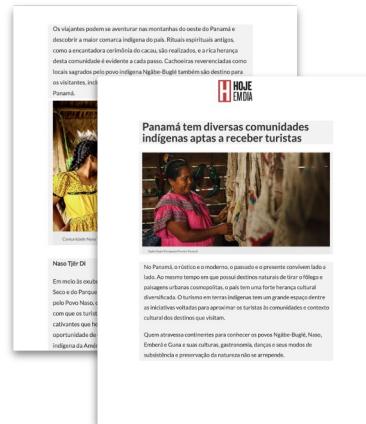 Os viajantes podem se aventurar nas montanhas do oeste do Panamá e
descobrir a maior comarca indígena do país. Rituais espirituais antigos,
como a encantadora cerimônia do cacau, são realizados, e a rica herança
desta comunidade é evidente a cada passo. Cachoeiras reverenciadas como
locais sagrados pelo povo indígena Ngäbe-Buglé também são destino para
os visitantes, incl
Panamá.
Comunidade Naso
Naso Tjër Di
Em meio às exube
Seco e do Parque
pelo Povo Naso, o
com que os turist
cativantes que ho
oportunidade de
indígena da Amér
HOJE
EM DIA
Panamá tem diversas comunidades
indígenas aptas a receber turistas
No Panamá, o rústico e o moderno, o passado e o presente convivem lado a
lado. Ao mesmo tempo em que possui destinos naturais de tirar o fôlego e
paisagens urbanas cosmopolitas, o país tem uma forte herança cultural
diversificada. O turismo em terras indígenas tem um grande espaço dentre
as iniciativas voltadas para aproximar os turistas às comunidades e contexto
cultural dos destinos que visitam.
Quem atravessa continentes para conhecer os povos Ngäbe-Buglé, Naso,
Emberá e Guna e suas culturas, gastronomia, danças e seus modos de
subsistência e preservação da natureza não se arrepende.